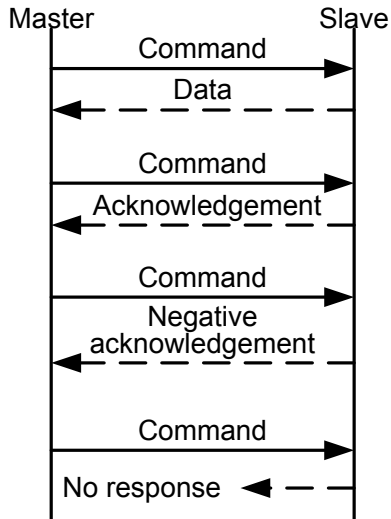 Master Slave
Command
Data
Command
Acknowledgement
Command
Negative
acknowledgement
Command
No response